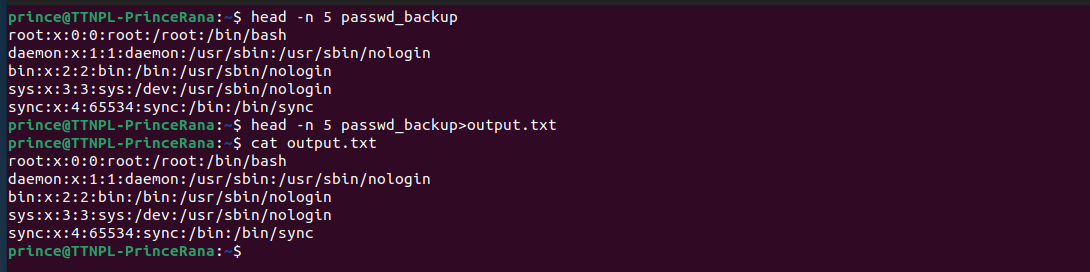 prince@TTNPL-PrinceRana:~$ head -n 5 passwd_backup
root:x:0:0:root:/root:/bin/bash
daemon:x:1:1:daemon:/usr/sbin:/usr/sbin/nologin
bin:x:2:2:bin:/bin:/usr/sbin/nologin
sys:x:3:3:sys:/dev:/usr/sbin/nologin
sync:x:4:65534:sync:/bin:/bin/sync
prince@TTNPL-PrinceRana:~$ head -n 5 passwd_backup>output.txt
prince@TTNPL-PrinceRana:~$ cat output.txt
root:x:0:0:root:/root:/bin/bash
daemon:x:1:1:daemon:/usr/sbin:/usr/sbin/nologin
bin:x:2:2:bin:/bin:/usr/sbin/nologin
sys:x:3:3:sys:/dev:/usr/sbin/nologin
sync:x:4:65534:sync:/bin:/bin/sync
prince@TTNPL-PrinceRana:~$